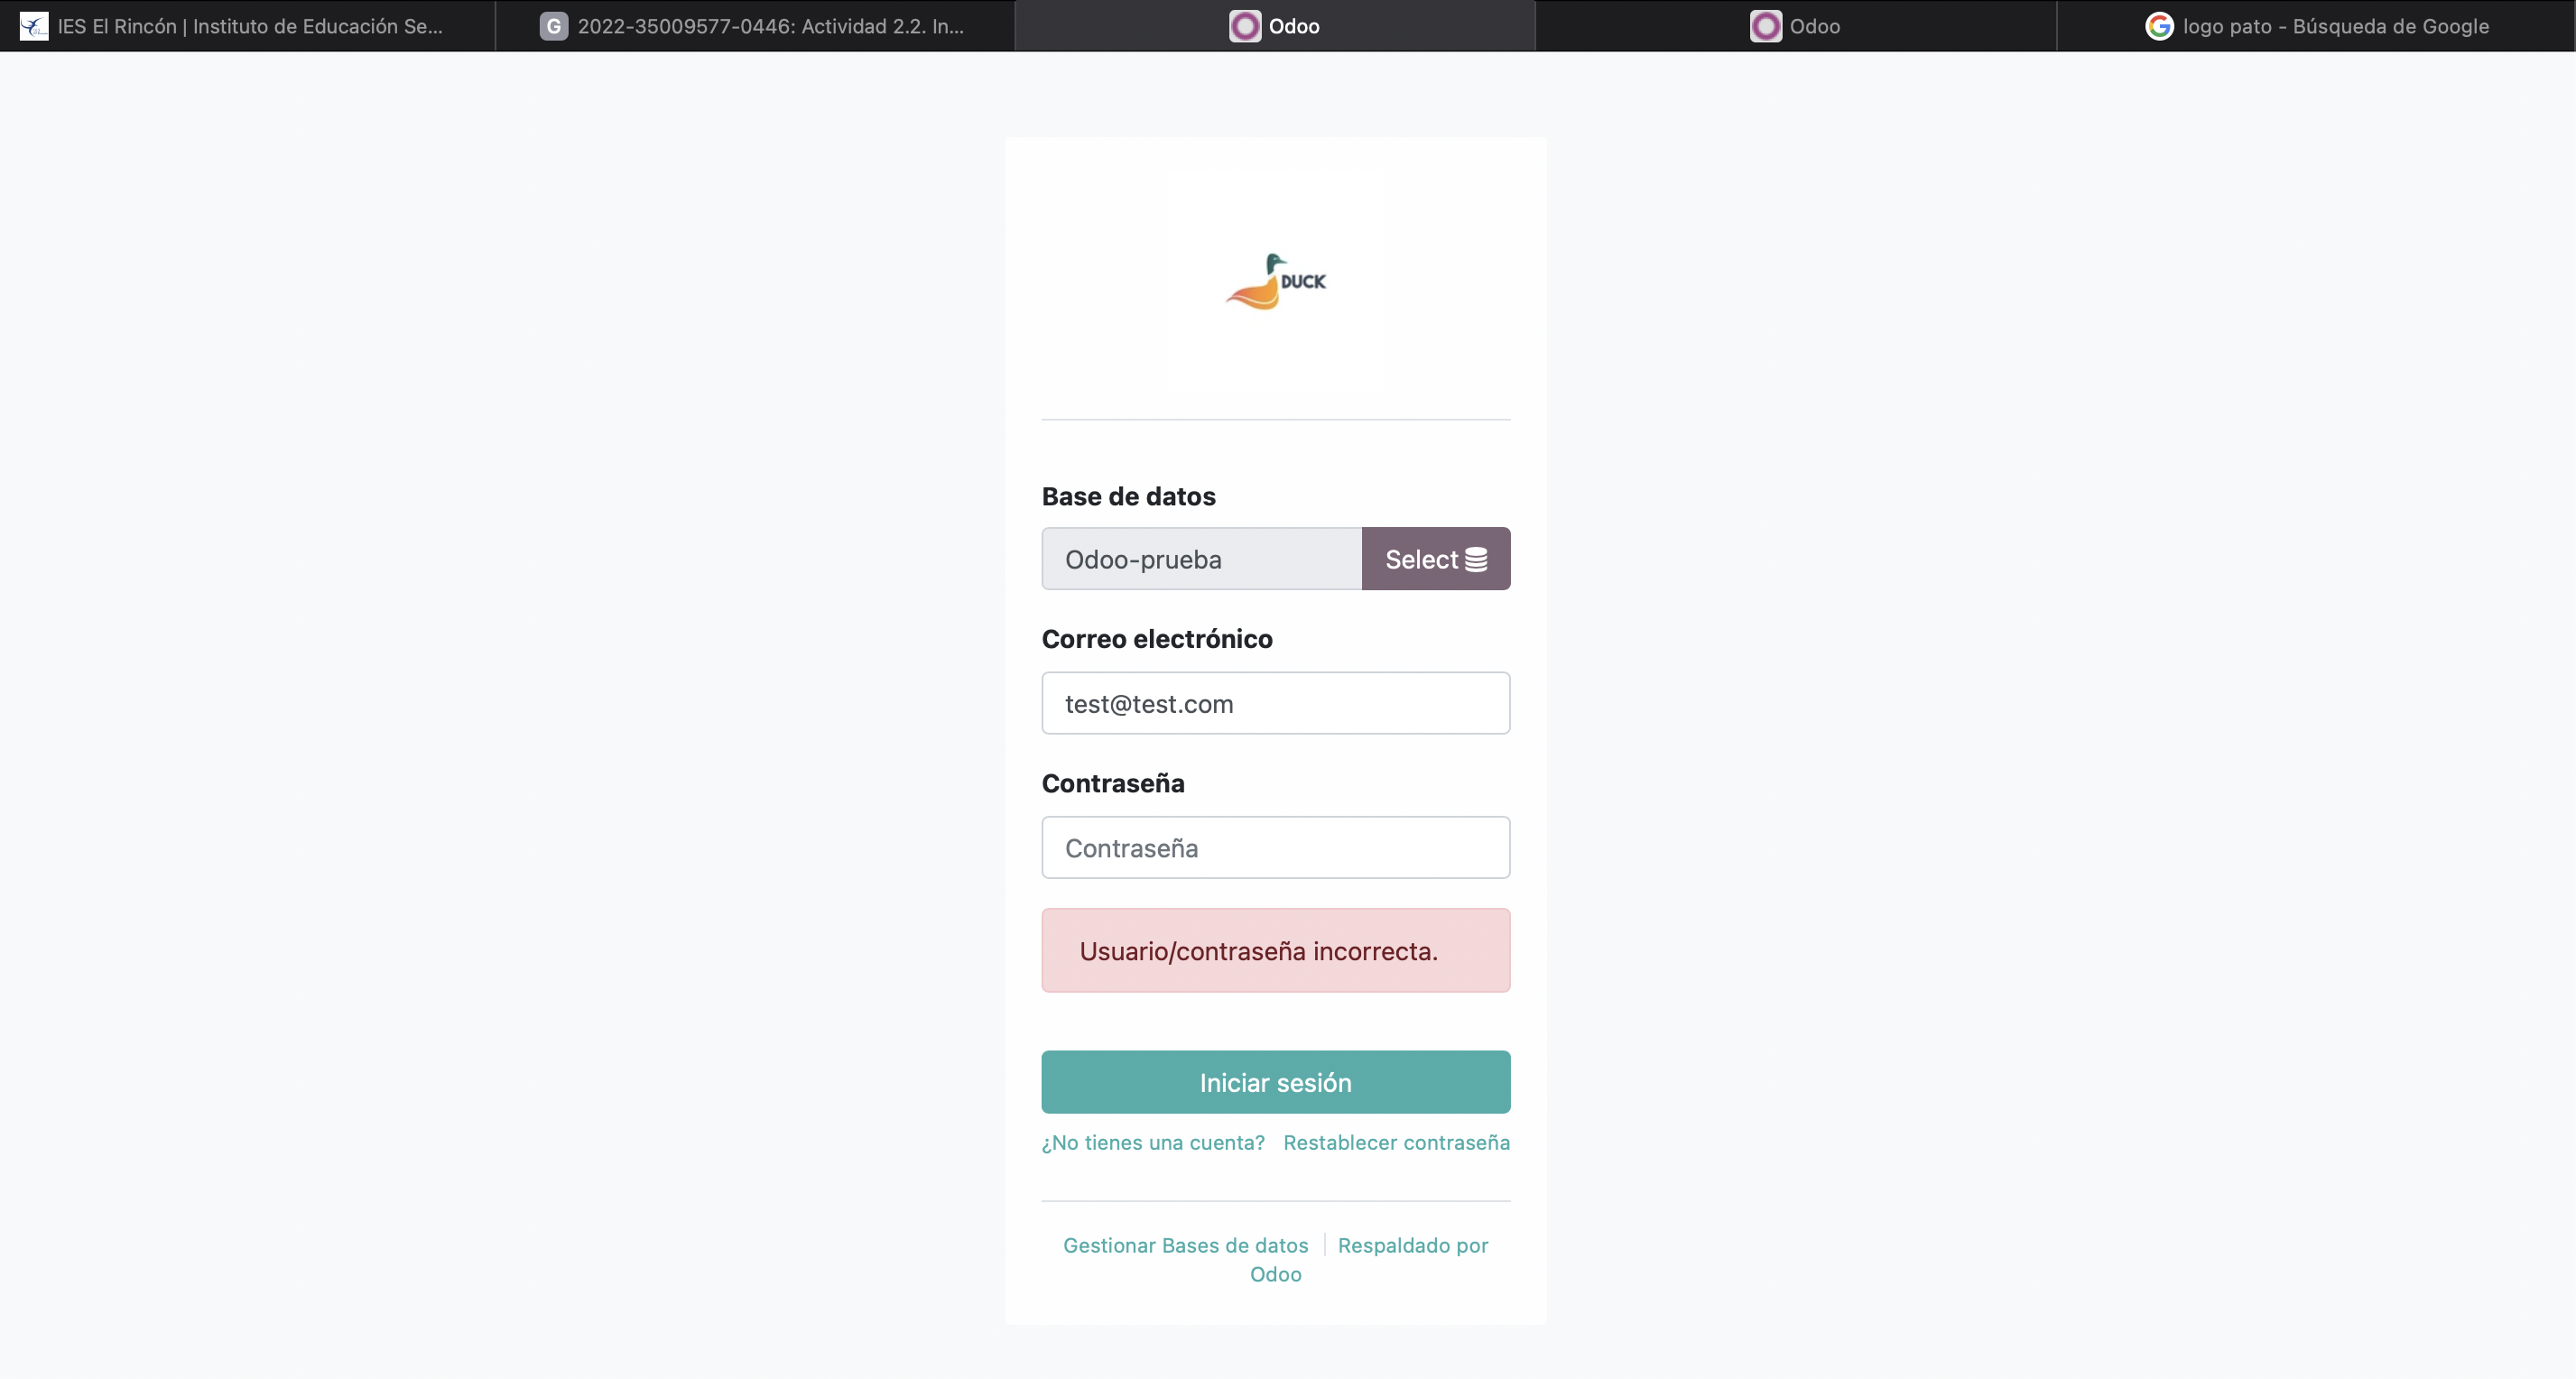 IES El Rincón | Instituto de Educación Se...
G 2022-35009577-0446: Actividad 2.2. In...
Odoo
Odoo
logo pato - Búsqueda de Google
DUCK
Base de datos
Odoo-prueba
Select
Correo electrónico
test@test.com
Contraseña
Contraseña
Usuario/contraseña incorrecta.
Iniciar sesión
¿No tienes una cuenta? Restablecer contraseña
Gestionar Bases de datos | Respaldado por
Odoo